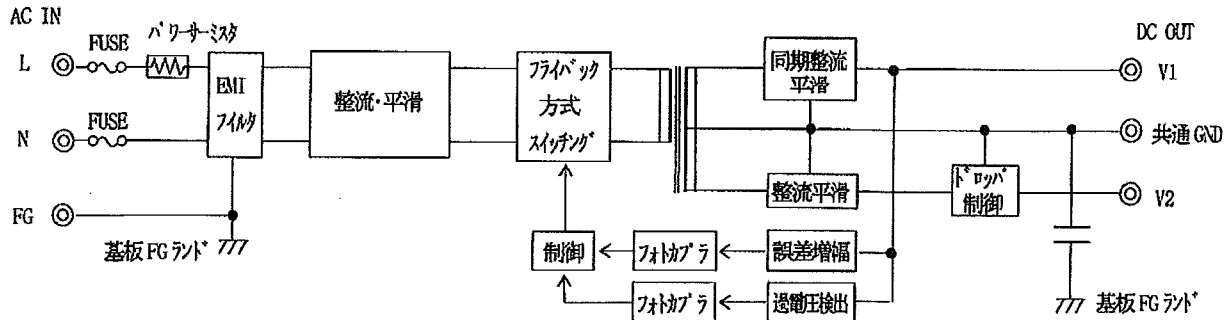 AC IN
DC OUT
L
FUSE
パワーサーミスタ
EMI
フィルタ
整流・平滑
フライバック
方式
スイッチング
同期整流
平滑
V1
N
FUSE
共通GND
整流平滑
ドロッパ
制御
V2
FG
基板FGランド
制御
フォトカプラ
誤差増幅
フォトカプラ
過電圧検出
基板FGランド